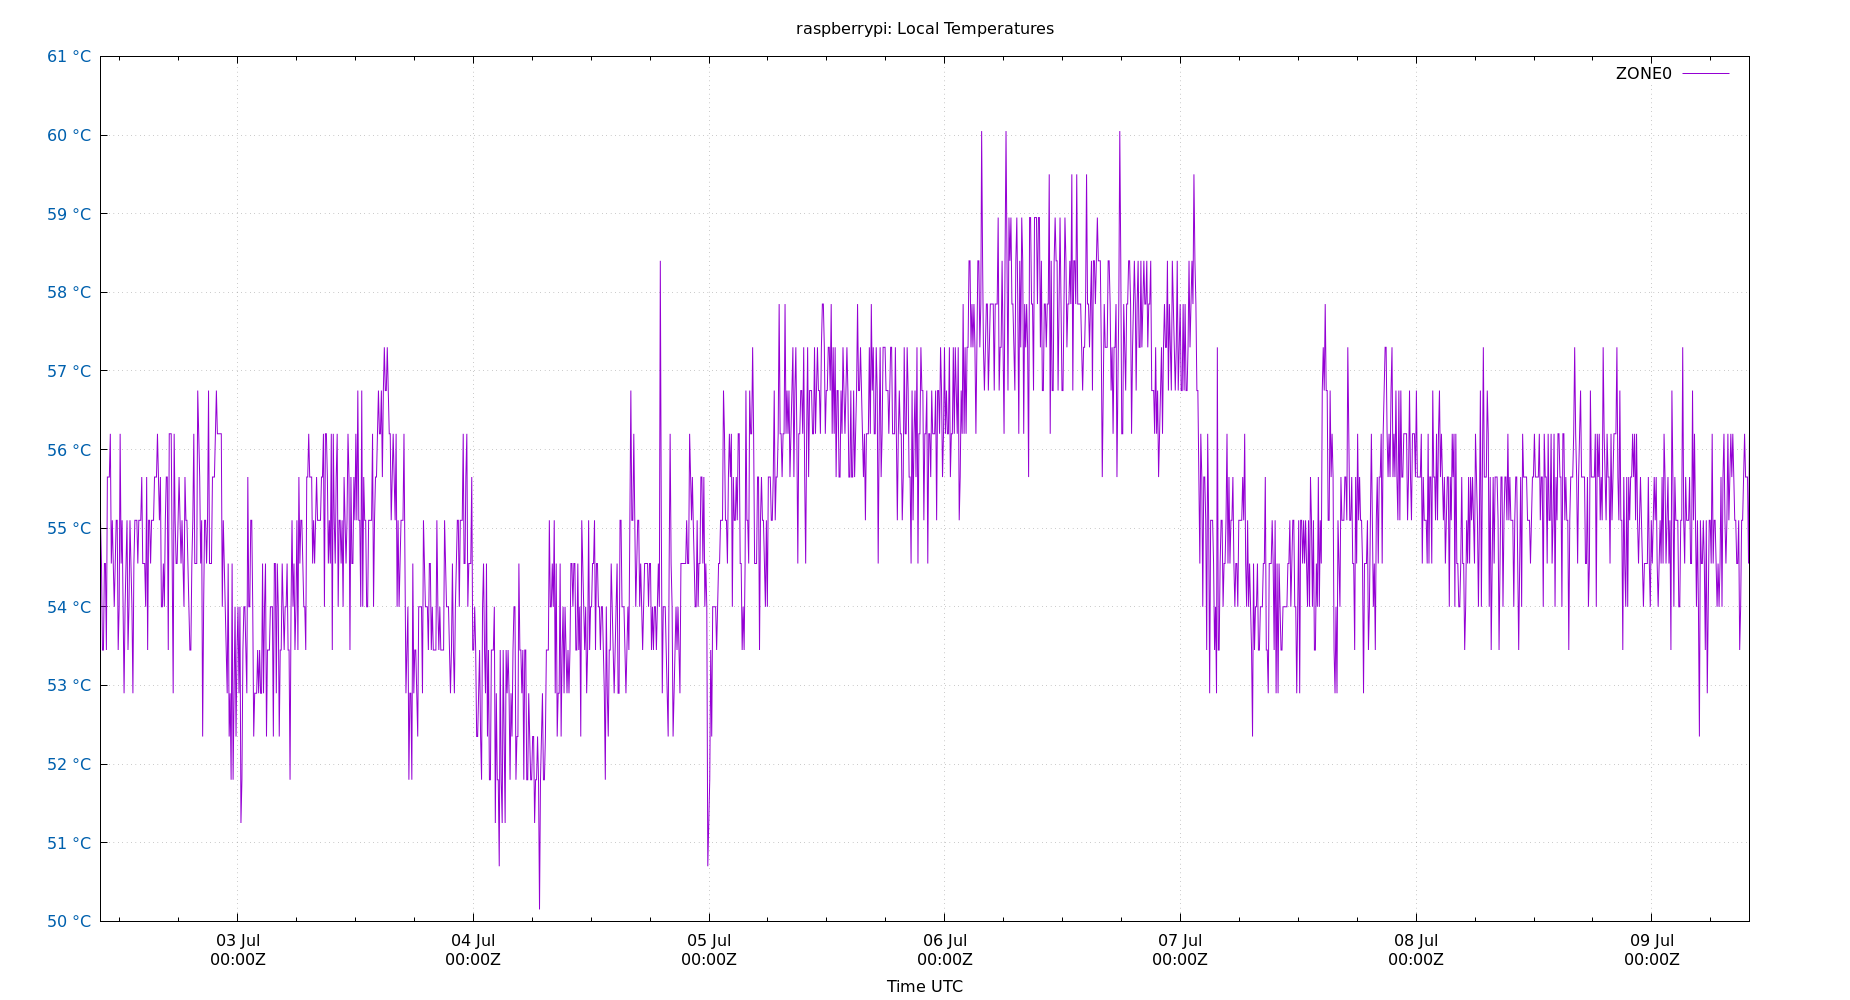 raspberrypi: Local Temperatures
61 °C
ZONE0
60 °C
59 °C
58 °C
57 °C
56 °C
55 °C
54 °C
53 °C
52 °C
51 °C
50 °C
03 Jul 04 Jul 05 Jul 06 Jul 07 Jul 08 Jul 09 Jul
00:00Z 00:00Z 00:00Z 00:00Z 00:00Z 00:00Z 00:00Z
Time UTC